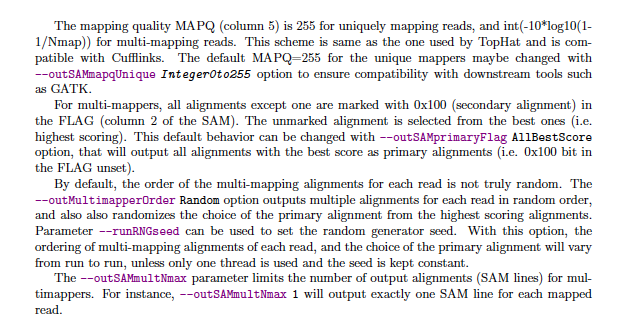 The mapping quality MAPQ (column 5) is 255 for uniquely mapping reads, and int(-10*log10(1-
1/Nmap)) for multi-mapping reads. This scheme is same as the one used by TopHat and is com-
patible with Cufflinks. The default MAPQ=255 for the unique mappers maybe changed with
--outSAMmapqUnique Integer0to255 option to ensure compatibility with downstream tools such
as GATK.
For multi-mappers, all alignments except one are marked with 0x100 (secondary alignment) in
the FLAG (column 2 of the SAM). The unmarked alignment is selected from the best ones (i.e.
highest scoring). This default behavior can be changed with --outSAMprimaryFlag AllBestScore
option, that will output all alignments with the best score as primary alignments (i.e. 0x100 bit in
the FLAG unset).
By default, the order of the multi-mapping alignments for each read is not truly random. The
--outMultimapperOrder Random option outputs multiple alignments for each read in random order,
and also also randomizes the choice of the primary alignment from the highest scoring alignments.
Parameter --runRNGseed can be used to set the random generator seed. With this option, the
ordering of multi-mapping alignments of each read, and the choice of the primary alignment will vary
from run to run, unless only one thread is used and the seed is kept constant.
The --outSAMmultNmax parameter limits the number of output alignments (SAM lines) for mul-
timappers. For instance, --outSAMmultNmax 1 will output exactly one SAM line for each mapped
read.